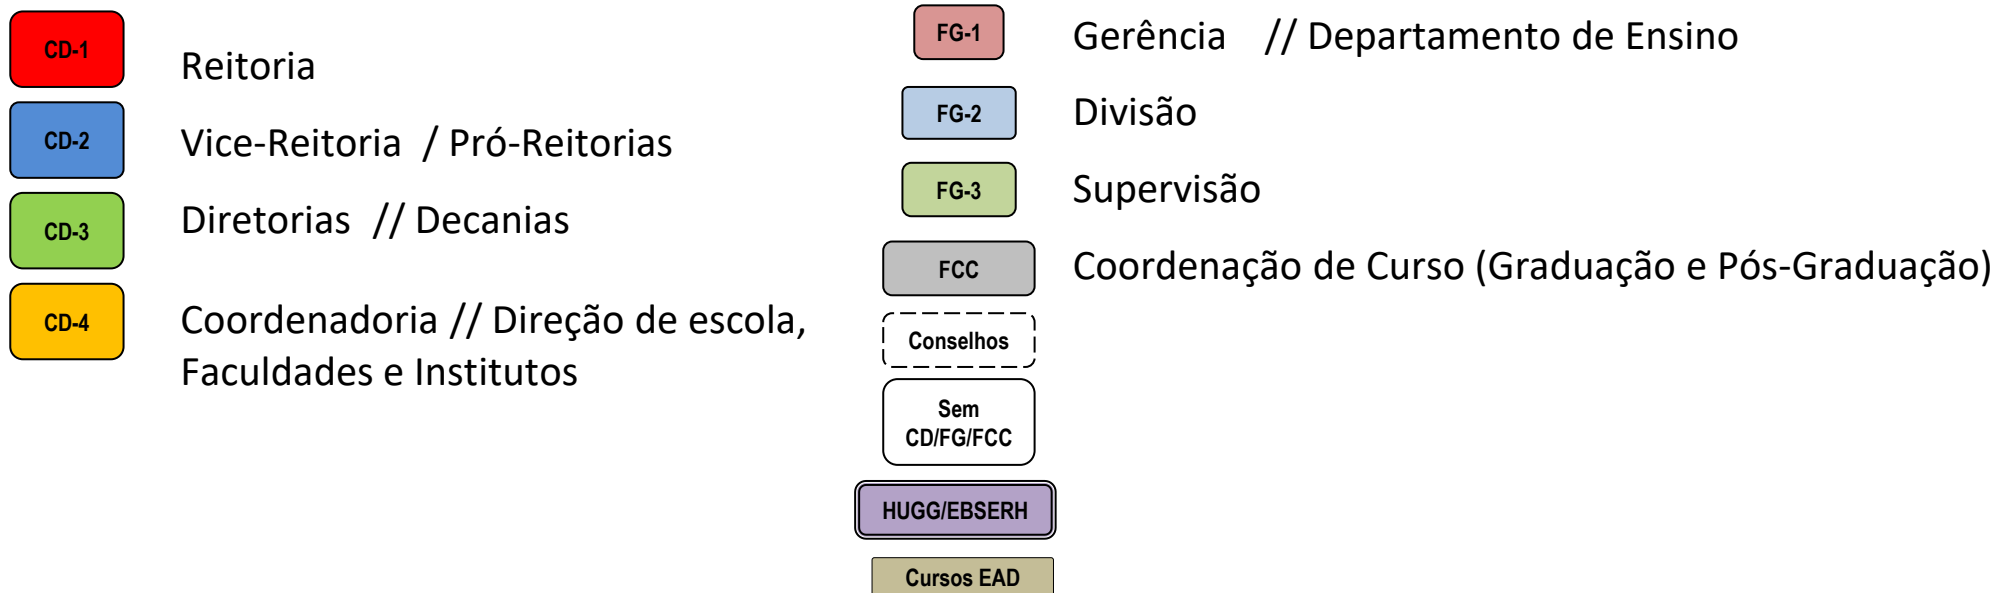 CD-1
Reitoria
CD-2
Vice-Reitoria / Pró-Reitorias
CD-3
Diretorias // Decanias
CD-4
Coordenadoria // Direção de escola,
Faculdades e Institutos
FG-1
Gerência // Departamento de Ensino
FG-2
Divisão
FG-3
Supervisão
FCC
Coordenação de Curso (Graduação e Pós-Graduação)
Conselhos
Sem
CD/FG/FCC
HUGG/EBSERH
Cursos EAD